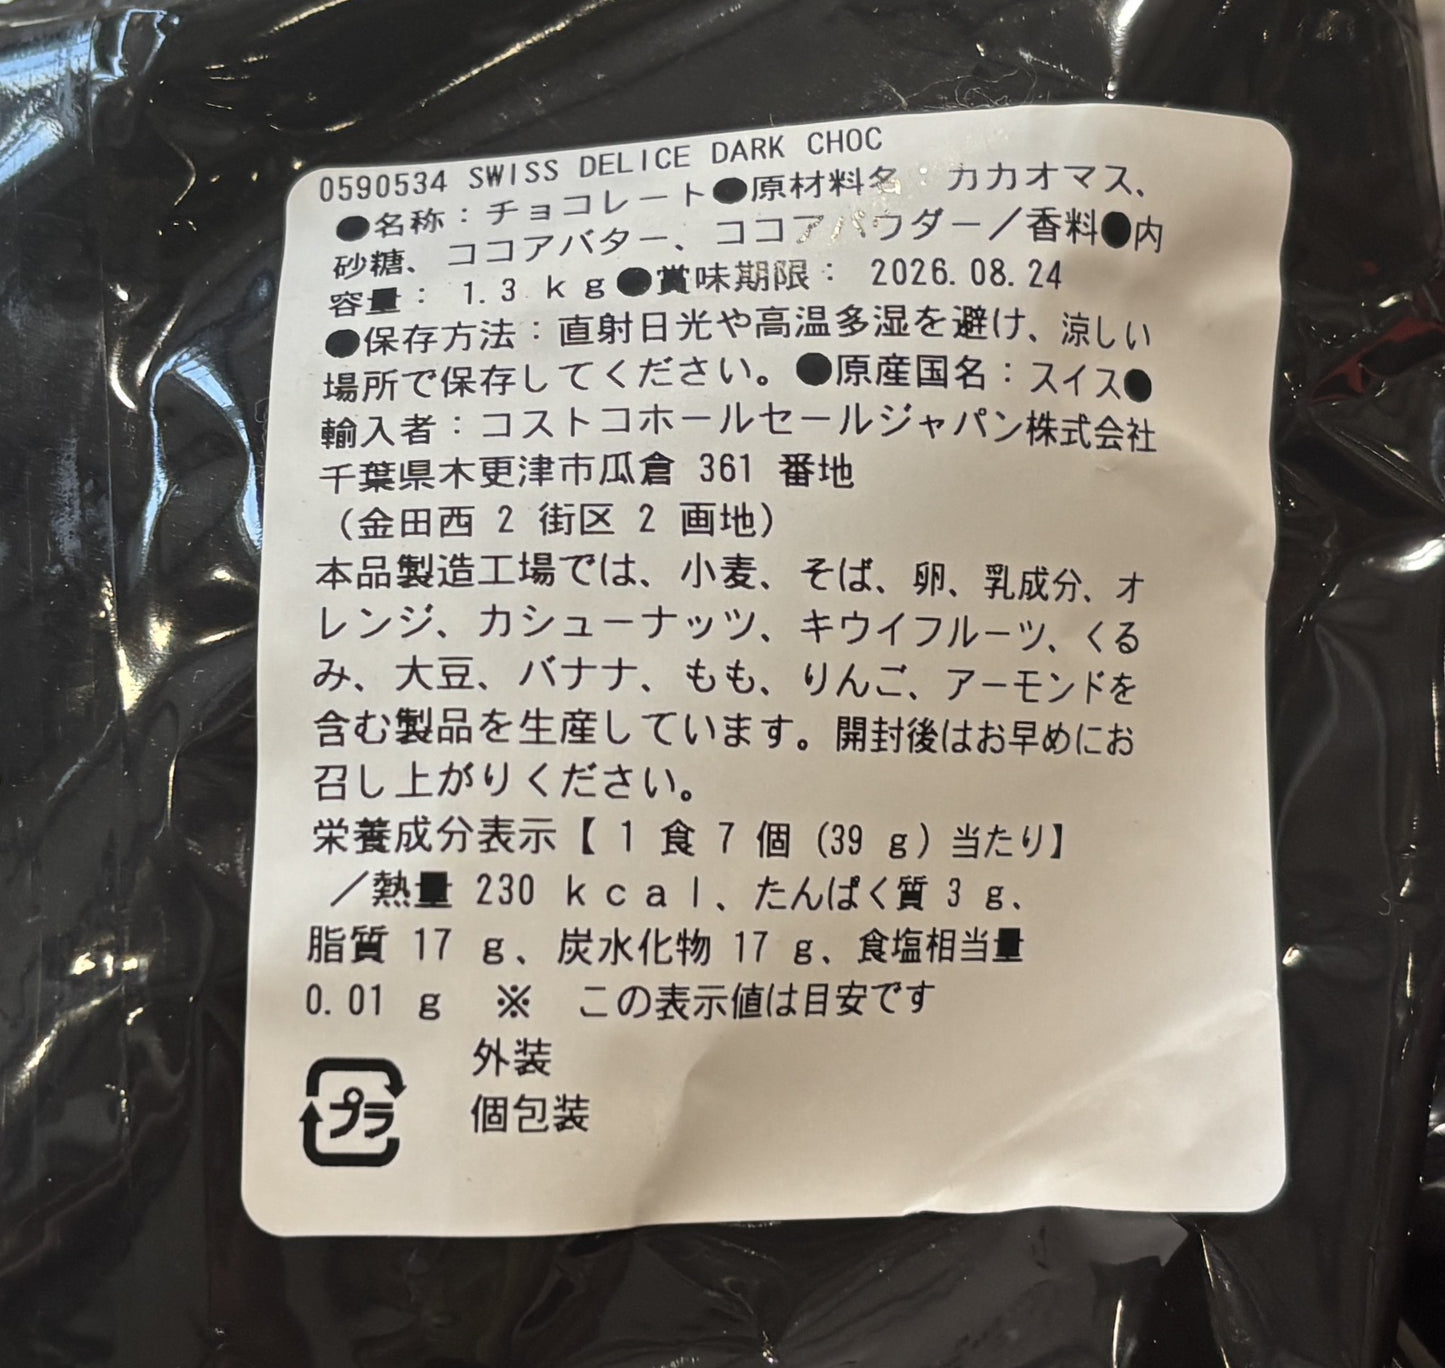 0590534 SWISS DELICE DARK CHOC
●名称：チョコレート●原材料名：カカオマス、
砂糖、ココアバター、ココアパウダー／香料●内
容量： 1.3 ｋｇ●賞味期限： 2026.08.24
●保存方法：直射日光や高温多湿を避け、涼しい
場所で保存してください。●原産国名：スイス●
輸入者：コストコホールセールジャパン株式会社
千葉県木更津市瓜倉 361 番地
（金田西 2 街区 2 画地）
本品製造工場では、小麦、そば、卵、乳成分、オ
レンジ、カシューナッツ、キウイフルーツ、くる
み、大豆、バナナ、もも、りんご、アーモンドを
含む製品を生産しています。開封後はお早めにお
召し上がりください。
栄養成分表示【 1 食 7 個 (39 ｇ) 当たり】
／熱量 230 ｋｃａｌ、たんぱく質 3 ｇ、
脂質 17 ｇ、炭水化物 17 ｇ、食塩相当量
0.01 ｇ ※ この表示値は目安です
外装
プラ 個包装